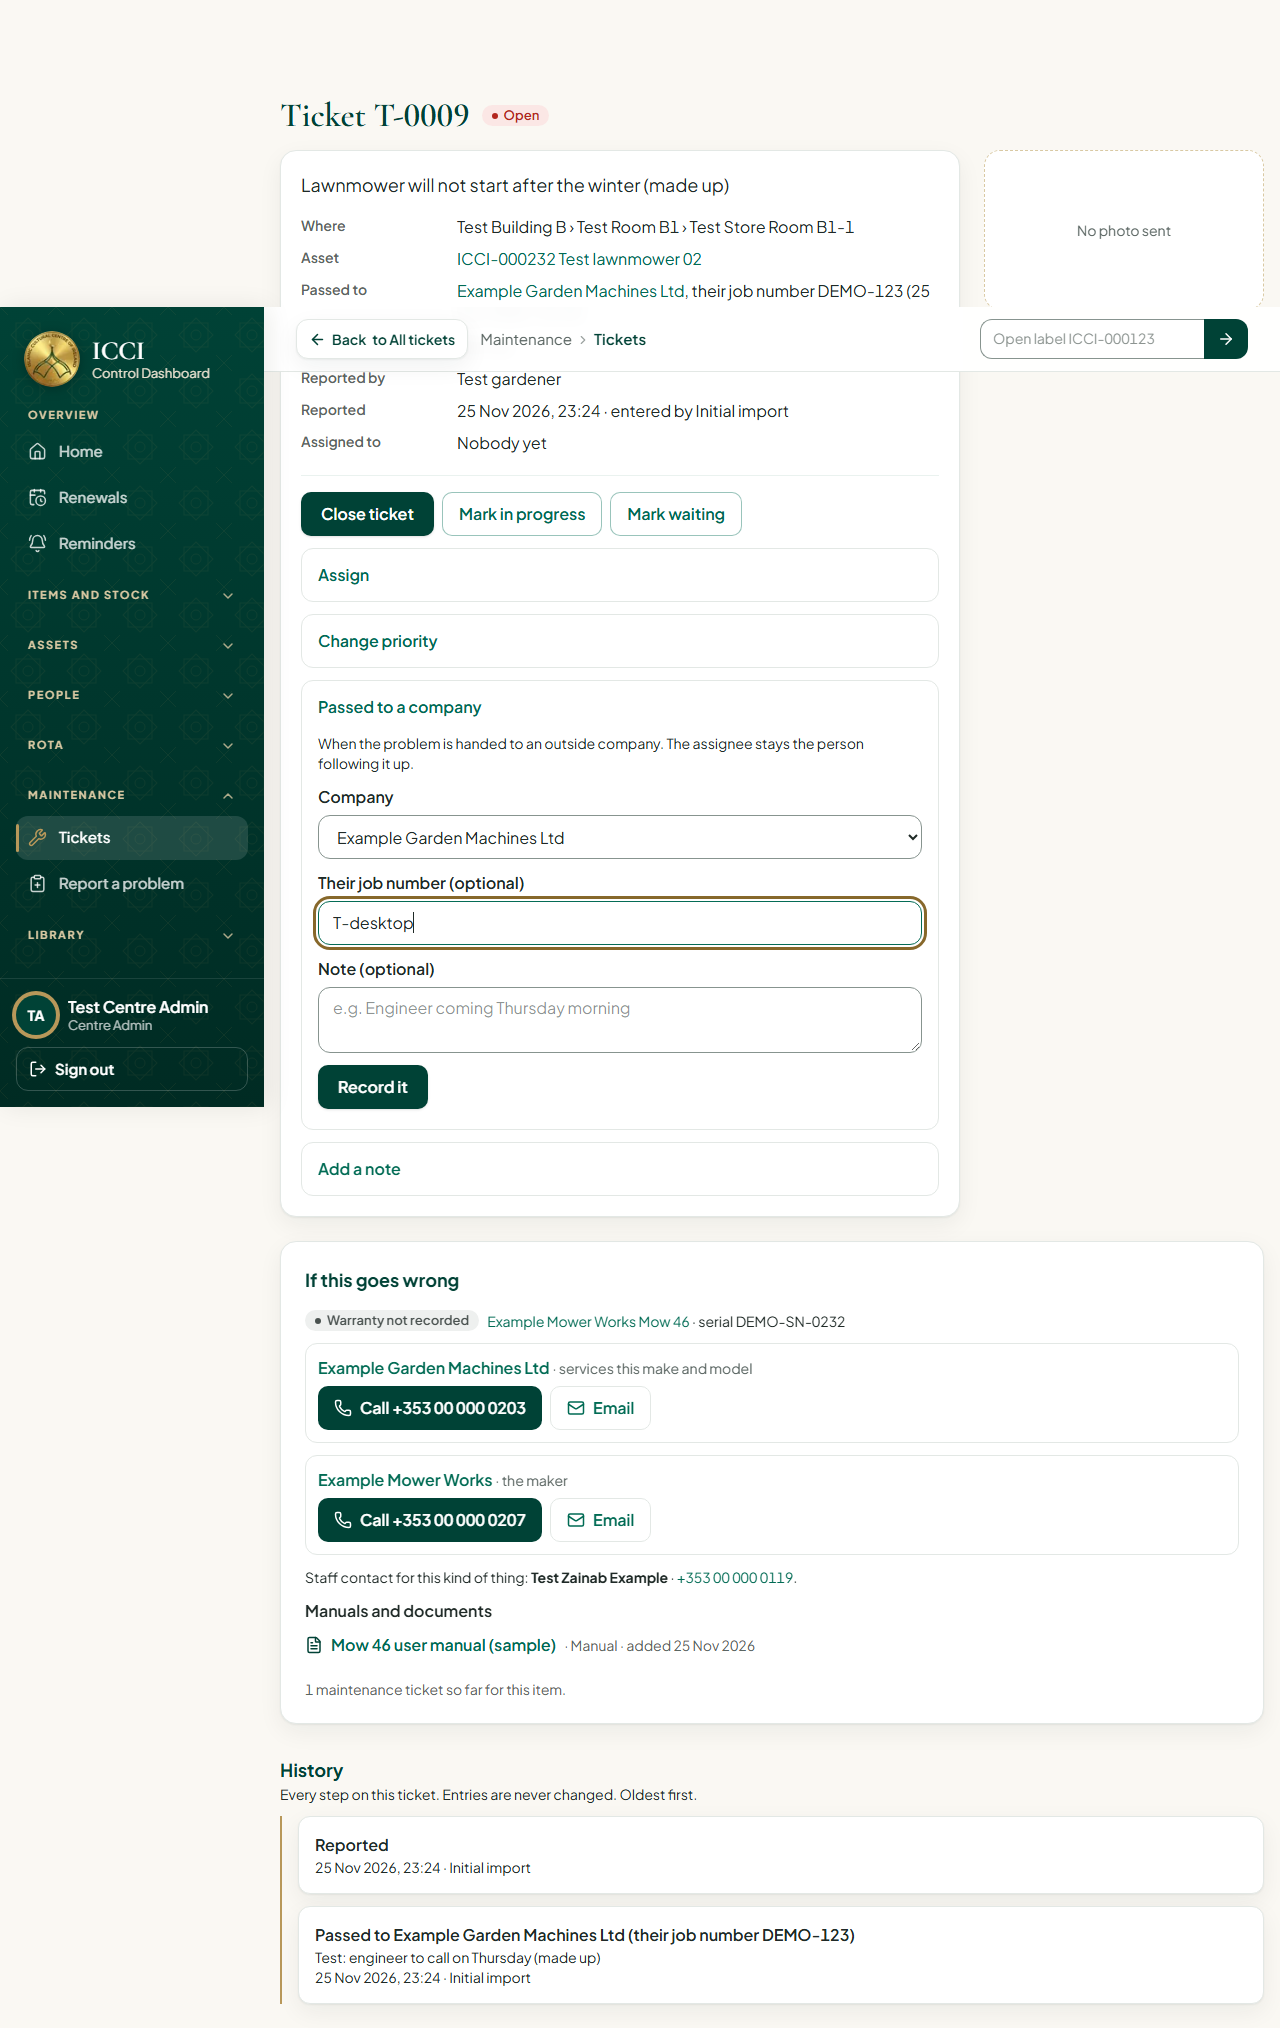 Ticket T-0009
Open
Lawnmower will not start after the winter (made up)
No photo sent
Where
Test Building B › Test Room B1 › Test Store Room B1-1
Asset
ICCI-000232 Test lawnmower 02
Passed to
Example Garden Machines Ltd, their job number DEMO-123 (25
ICCI
Control Dashboard
Back to All tickets
Maintenance
Tickets
Open label ICCI-000123
Reported by
Test gardener
Reported
25 Nov 2026, 23:24 · entered by Initial import
Assigned to
Nobody yet
OVERVIEW
Home
Renewals
Reminders
ITEMS AND STOCK
ASSETS
PEOPLE
ROTA
MAINTENANCE
Tickets
Report a problem
LIBRARY
TA
Test Centre Admin
Centre Admin
Sign out
Close ticket
Mark in progress
Mark waiting
Assign
Change priority
Passed to a company
When the problem is handed to an outside company. The assignee stays the person
following it up.
Company
Example Garden Machines Ltd
Their job number (optional)
T-desktop
Note (optional)
e.g. Engineer coming Thursday morning
Record it
Add a note
If this goes wrong
Warranty not recorded
Example Mower Works Mow 46 · serial DEMO-SN-0232
Example Garden Machines Ltd · services this make and model
Call +353 00 000 0203
Email
Example Mower Works · the maker
Call +353 00 000 0207
Email
Staff contact for this kind of thing: Test Zainab Example · +353 00 000 0119.
Manuals and documents
Mow 46 user manual (sample) · Manual · added 25 Nov 2026
1 maintenance ticket so far for this item.
History
Every step on this ticket. Entries are never changed. Oldest first.
Reported
25 Nov 2026, 23:24 · Initial import
Passed to Example Garden Machines Ltd (their job number DEMO-123)
Test: engineer to call on Thursday (made up)
25 Nov 2026, 23:24 · Initial import